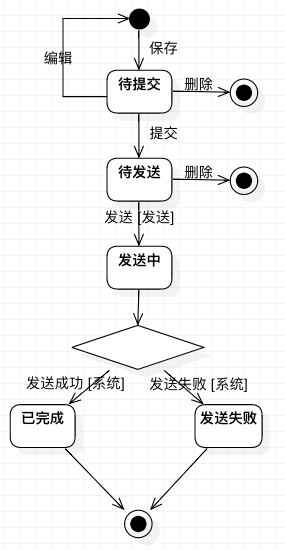 保存
编辑
待提交
删除
提交
待发送
删除
发送 [发送]
发送中
发送成功 [系统]
发送失败 [系统]
已完成
发送失败